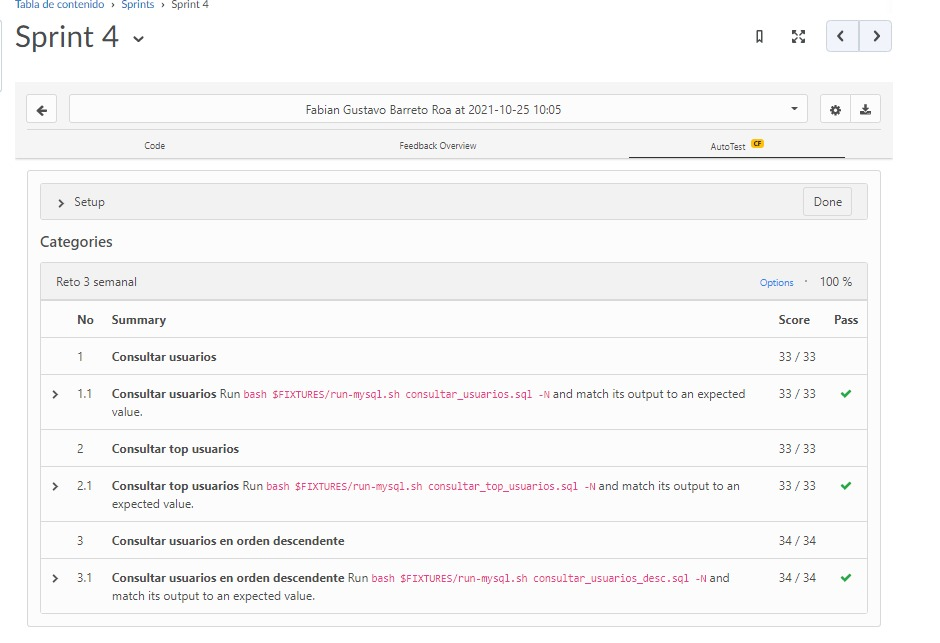 Tabla de contenido › Sprints › Sprint 4
Sprint 4
Fabian Gustavo Barreto Roa at 2021-10-25 10:05
Code Feedback Overview AutoTest CF
Setup Done
Categories
Reto 3 semanal Options · 100 %
No Summary Score Pass
1 Consultar usuarios 33 / 33
1.1 Consultar usuarios Run bash $FIXTURES/run-mysql.sh consultar_usuarios.sql -N and match its output to an expected 33 / 33
value.
2 Consultar top usuarios 33 / 33
2.1 Consultar top usuarios Run bash $FIXTURES/run-mysql.sh consultar_top_usuarios.sql -N and match its output to an 33 / 33
expected value.
3 Consultar usuarios en orden descendente 34 / 34
3.1 Consultar usuarios en orden descendente Run bash $FIXTURES/run-mysql.sh consultar_usuarios_desc.sql -N and 34 / 34
match its output to an expected value.